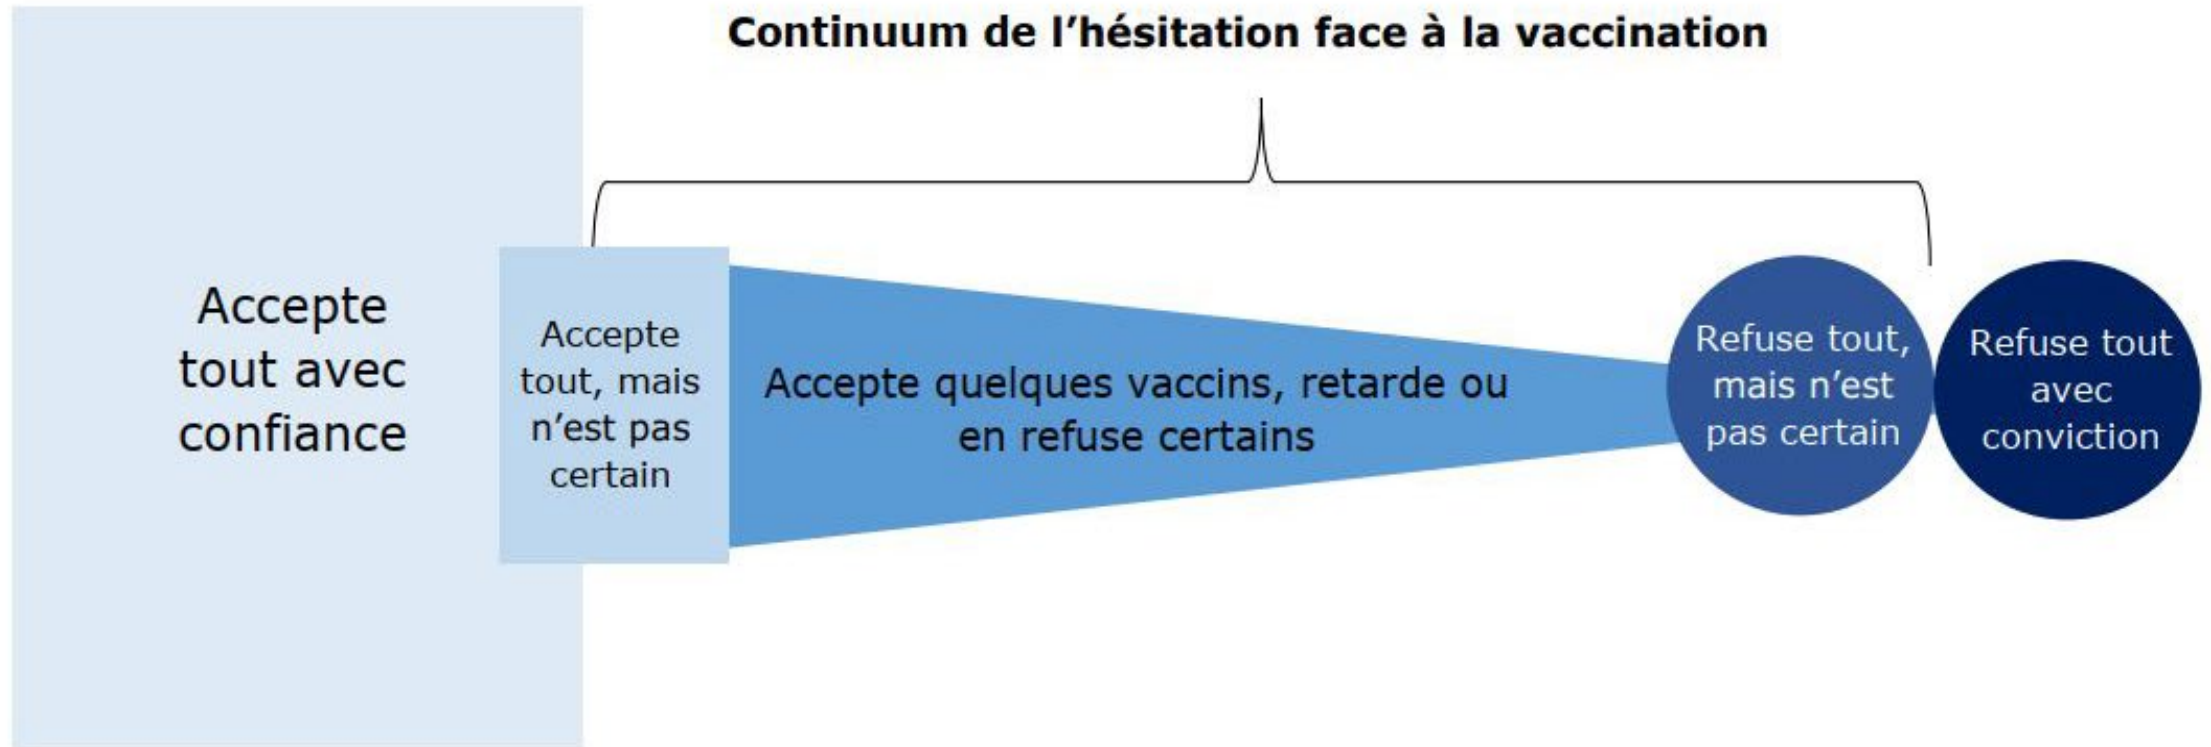 Continuum de l’hésitation face à la vaccination
Accepte
tout avec
confiance
Accepte
tout, mais
n’est pas
certain
Accepte quelques vaccins, retarde ou
en refuse certains
Refuse tout,
mais n’est
pas certain
Refuse tout
avec
conviction